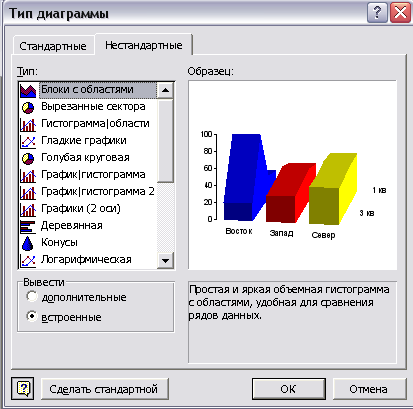 Тип диаграммы
Стандартные
Нестандартные
Тип:
Блоки с областями
Вырезанные сектора
Гистограмма|области
Гладкие графики
Голубая круговая
График|гистограмма
График|гистограмма 2
Графики (2 оси)
Деревянная
Конусы
Логарифмическая
Вывести
дополнительные
встроенные
Образец:
100
80
60
40
20
0
Восток
Запад
Север
1 кв
3 кв
Простая и яркая объемная гистограмма
с областями, удобная для сравнения
рядов данных.
Сделать стандартной
ОК
Отмена